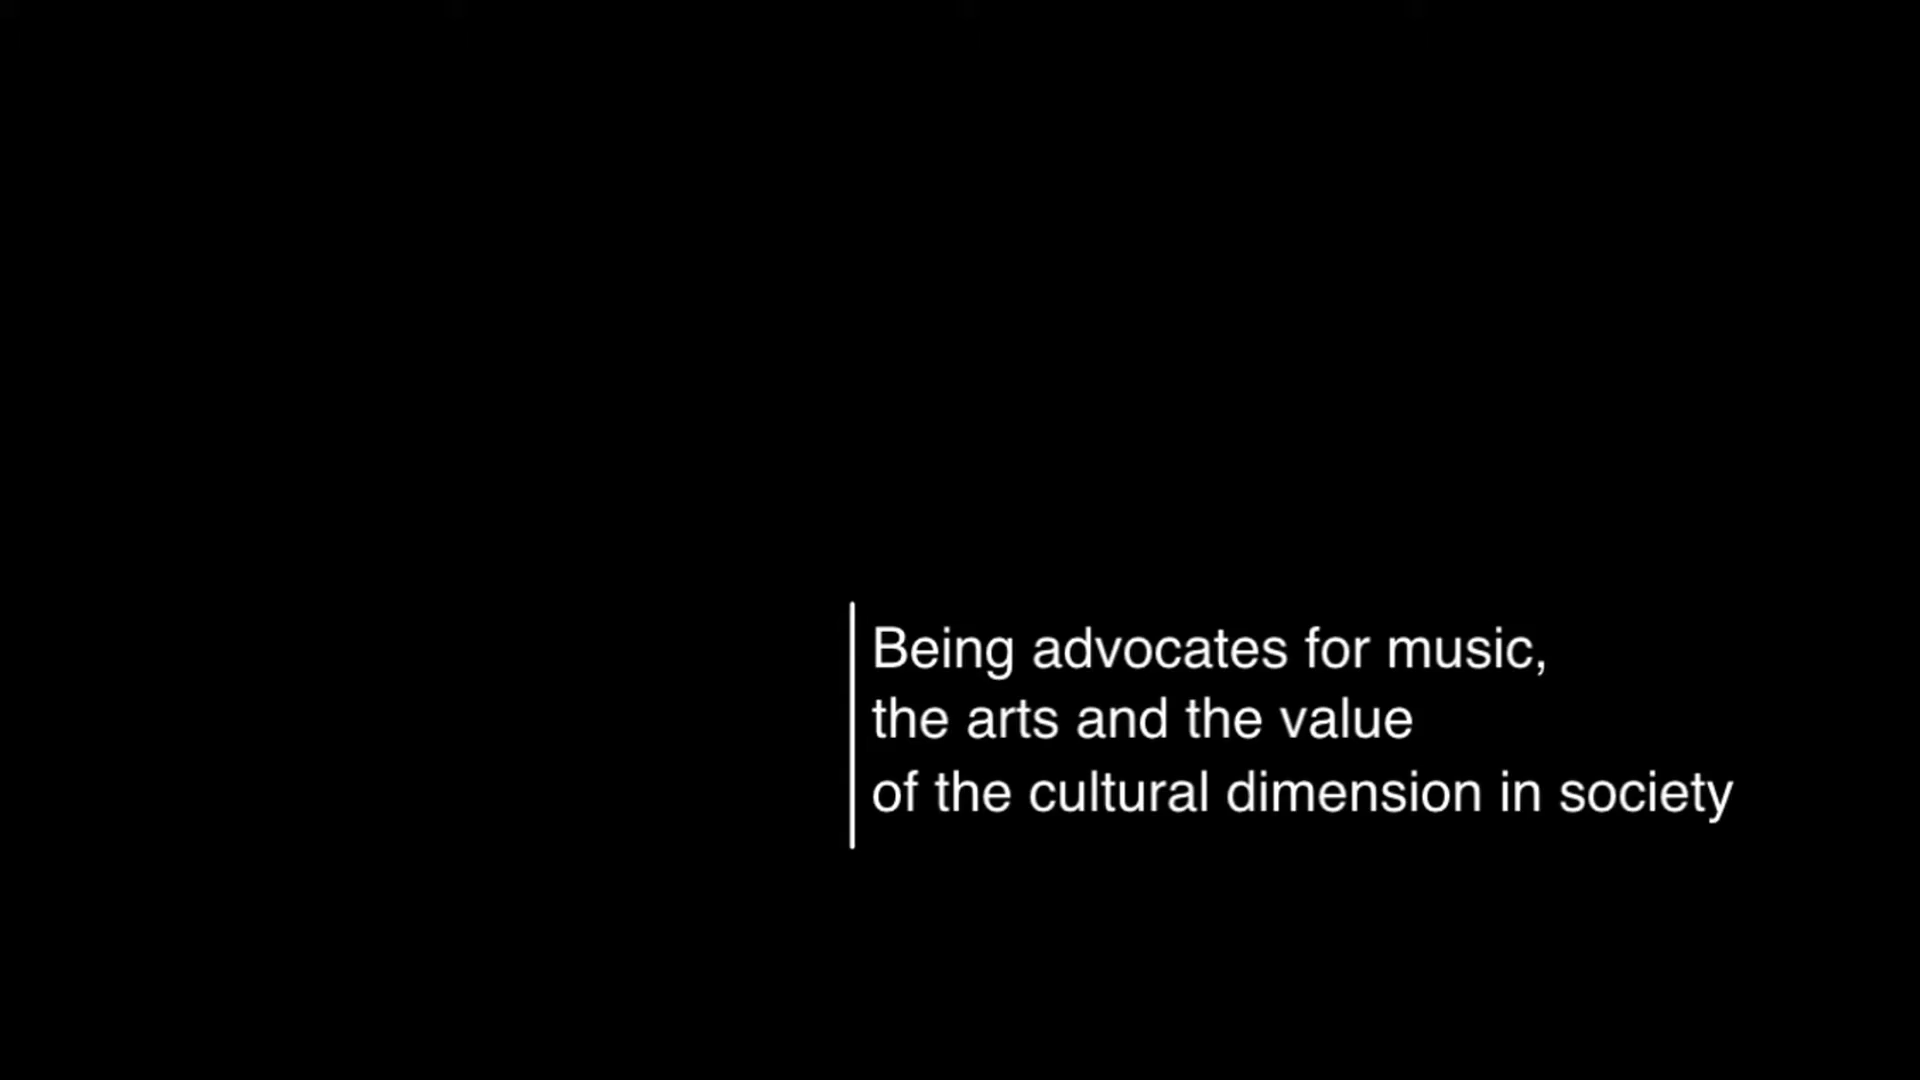 Being advocates for music,
the arts and the value
of the cultural dimension in society